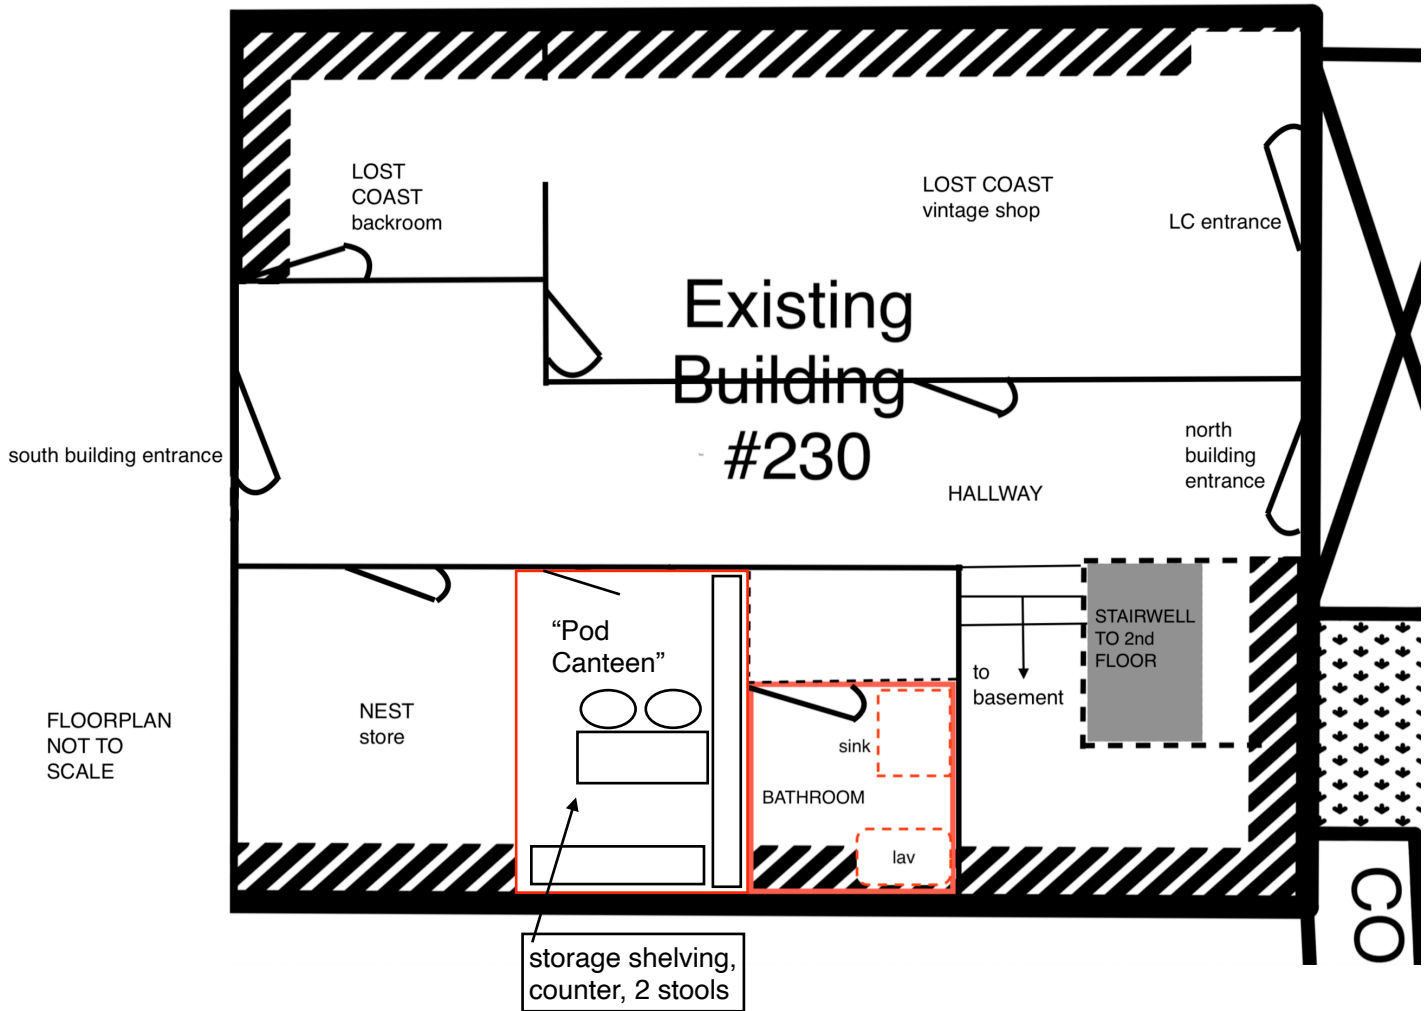 LOST
COAST
backroom
LOST COAST
vintage shop
LC entrance
Existing
Building
#230
south building entrance
north
building
entrance
HALLWAY
"Pod
Canteen"
STAIRWELL
TO 2nd
FLOOR
to
basement
FLOORPLAN
NOT TO
SCALE
NEST
store
sink
BATHROOM
lav
CO
storage shelving,
counter, 2 stools